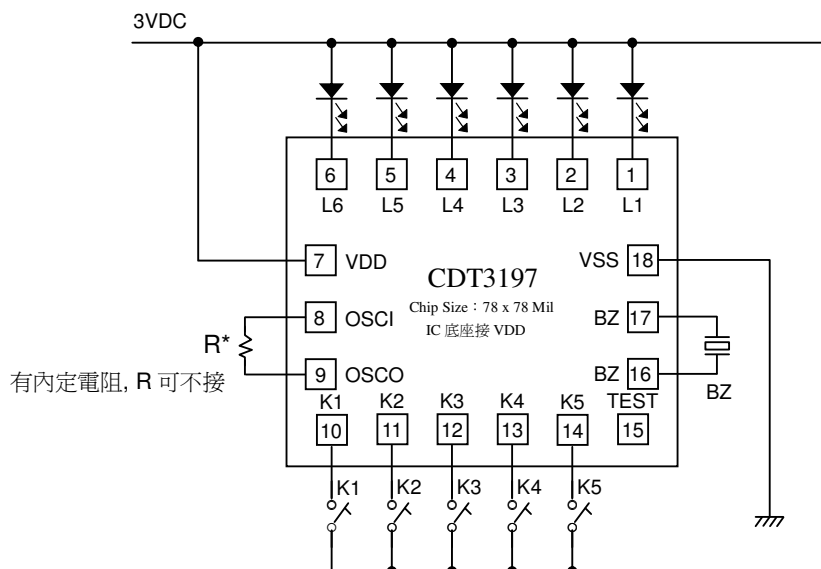 3VDC
6 5 4 3 2 1
L6 L5 L4 L3 L2 L1
7 VDD
VSS 18
CDT3197
Chip Size：78 x 78 Mil
IC 底座接 VDD
8 OSCI
BZ 17
R*
有內定電阻, R 可不接
9 OSCO
BZ 16
BZ
K1 K2 K3 K4 K5 TEST
10 11 12 13 14 15
K1 K2 K3 K4 K5